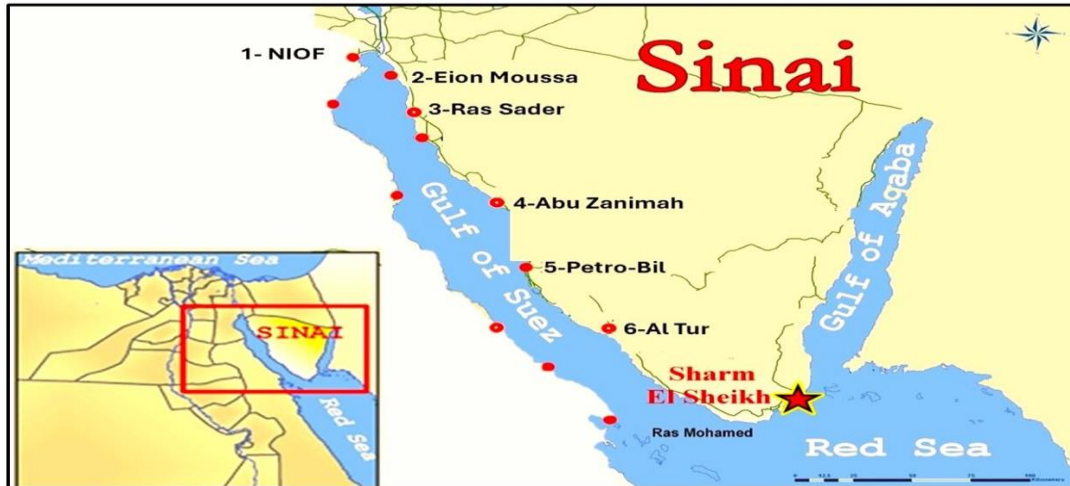 Sinai
1- NIOF
2-Eion Moussa
3-Ras Sader
4-Abu Zanimah
5-Petro-Bil
6-Al Tur
Gulf of Suez
Gulf of Aqaba
Sharm
El Sheikh
Ras Mohamed
Red Sea
Mediterranean Sea
SINAI
Red Sea